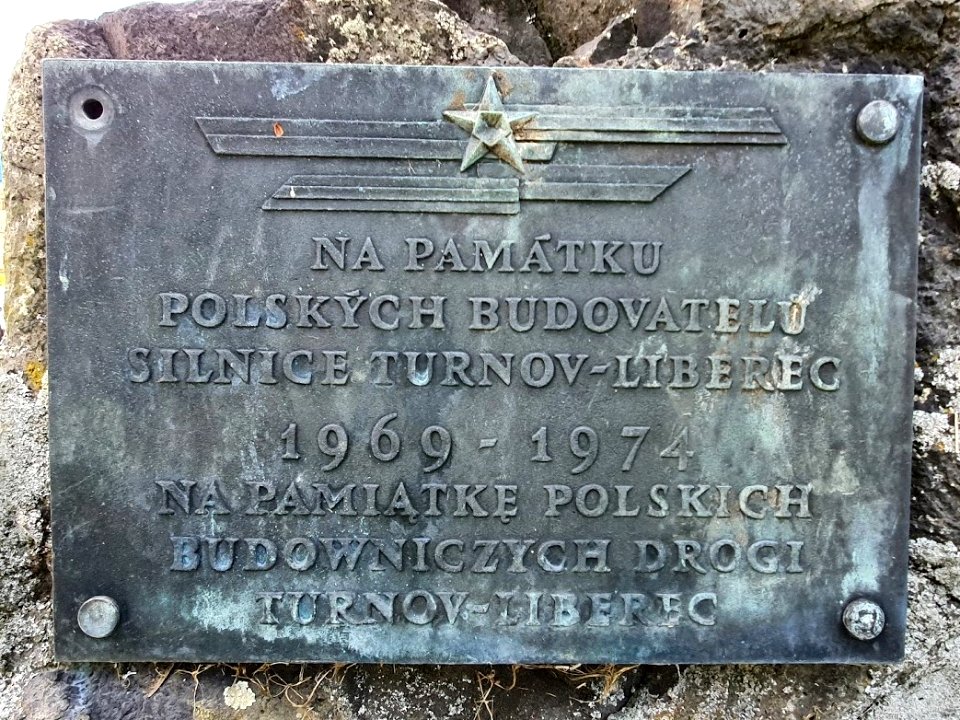 NA PAMÁTKU
POLSKÝCH BUDOVATELŮ
SILNICE TURNOV-LIBEREC
1969 - 1974
NA PAMIĄTKĘ POLSKICH
BUDOWNICZYCH DROGI
TURNOV-LIBEREC